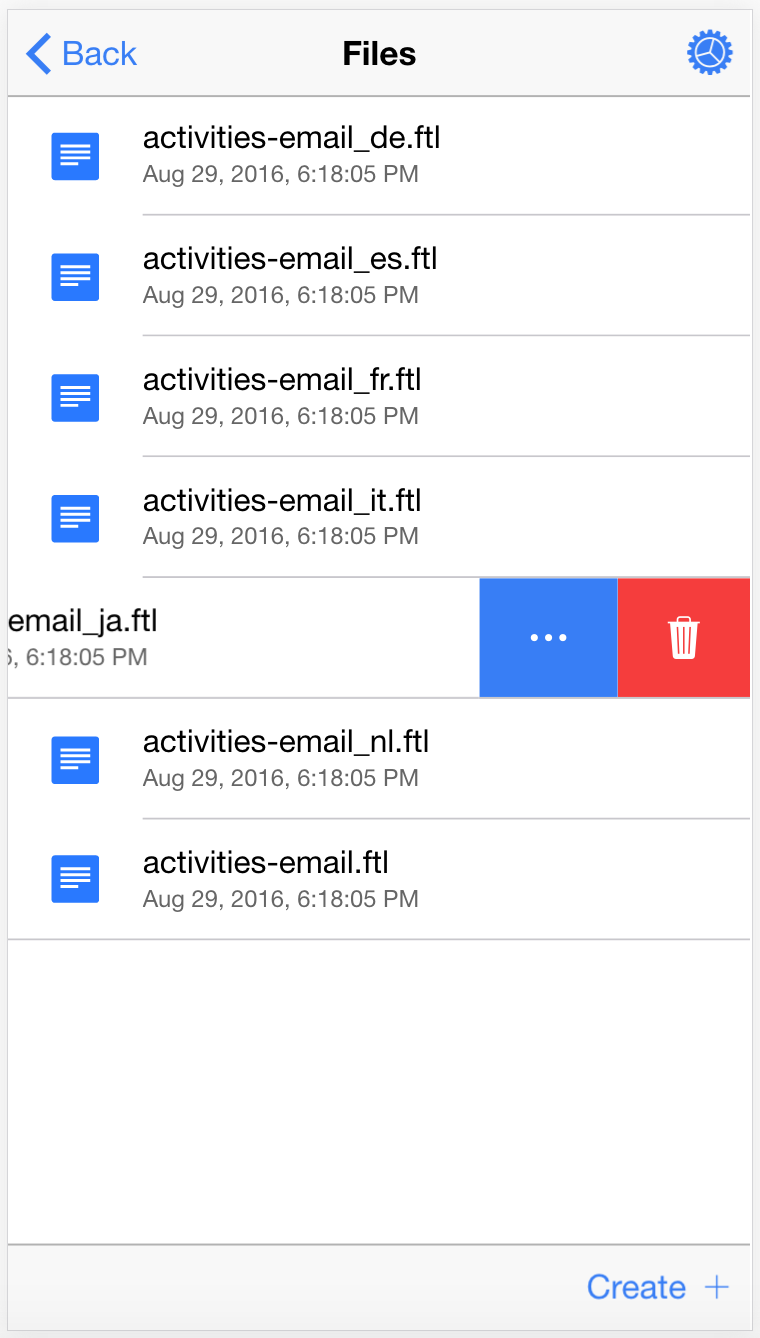 Back
Files
activities-email_de.ftl
Aug 29, 2016, 6:18:05 PM
activities-email_es.ftl
Aug 29, 2016, 6:18:05 PM
activities-email_fr.ftl
Aug 29, 2016, 6:18:05 PM
activities-email_it.ftl
Aug 29, 2016, 6:18:05 PM
email_ja.ftl
, 6:18:05 PM
activities-email_nl.ftl
Aug 29, 2016, 6:18:05 PM
activities-email.ftl
Aug 29, 2016, 6:18:05 PM
Create +